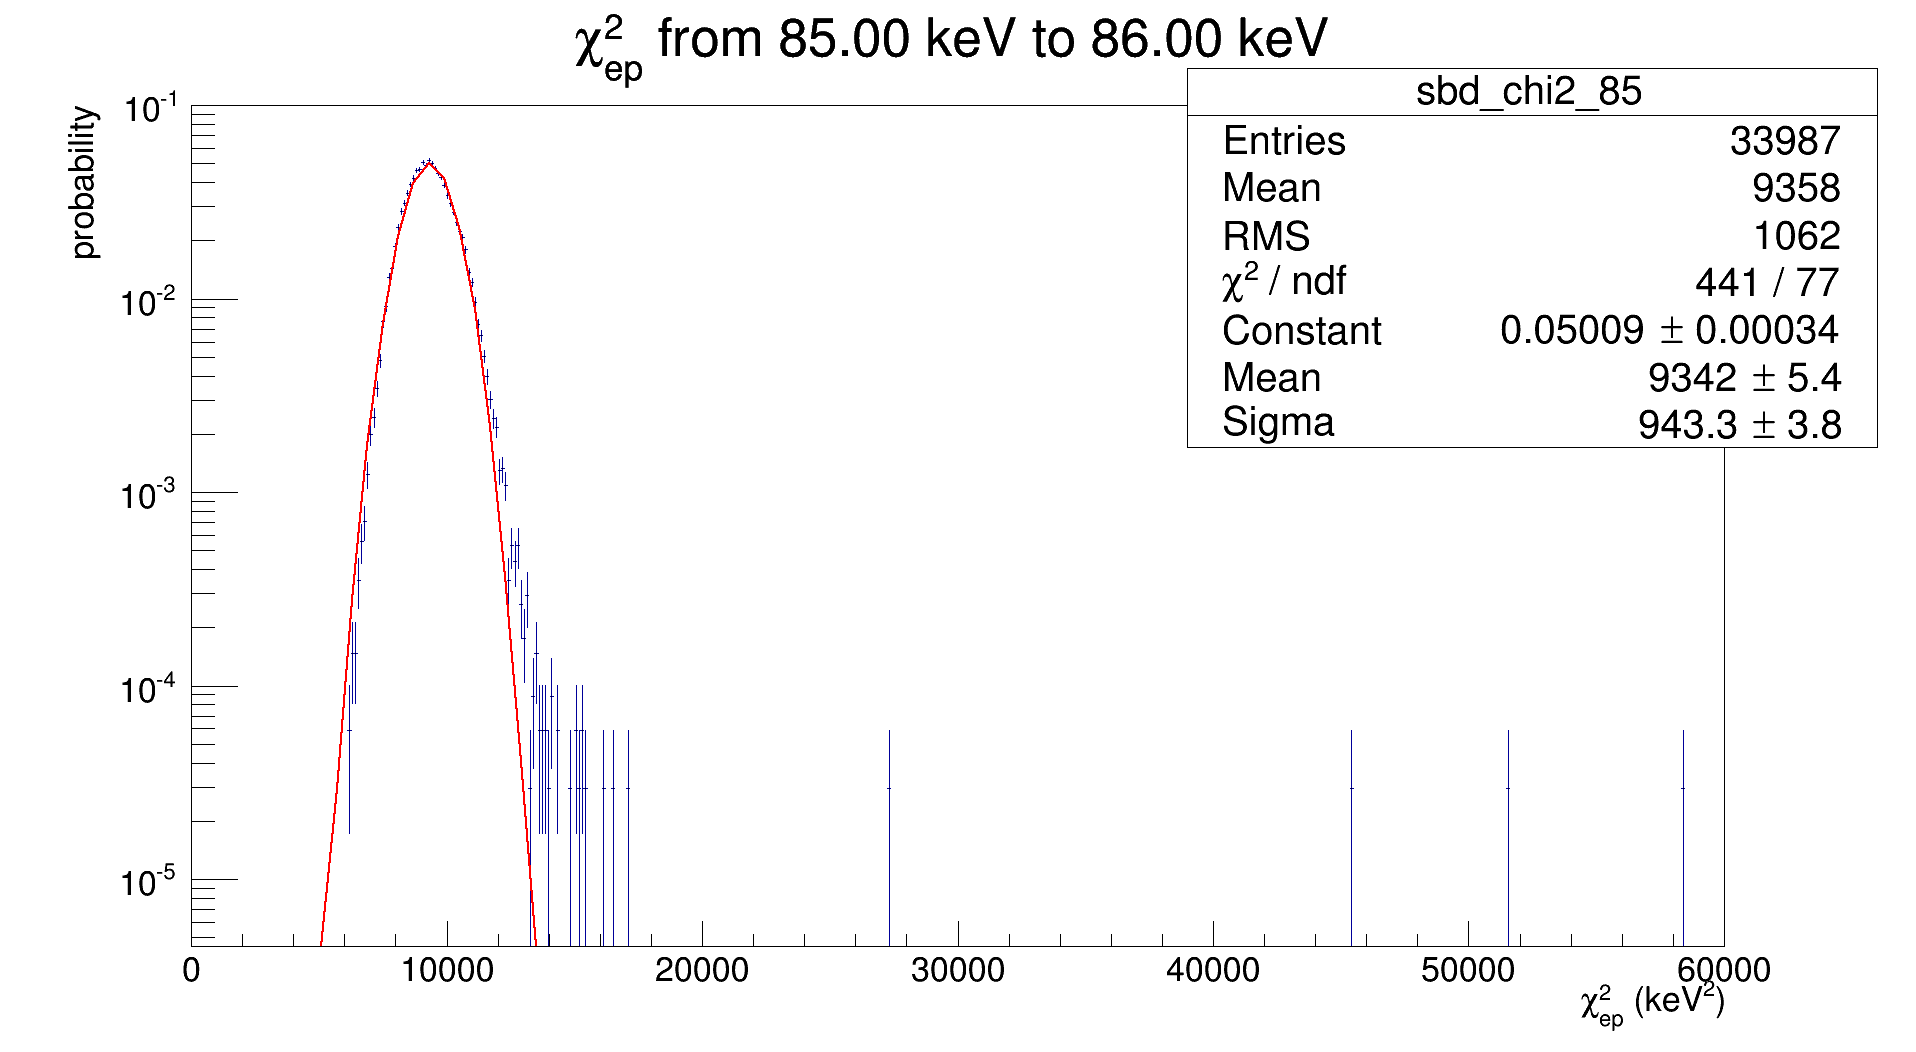 χ²ep from 85.00 keV to 86.00 keV
sbd_chi2_85
Entries 33987
Mean 9358
RMS 1062
χ² / ndf 441 / 77
Constant 0.05009 ± 0.00034
Mean 9342 ± 5.4
Sigma 943.3 ± 3.8
probability
10⁻¹
10⁻²
10⁻³
10⁻⁴
10⁻⁵
0 10000 20000 30000 40000 50000 60000
χ²ep (keV²)